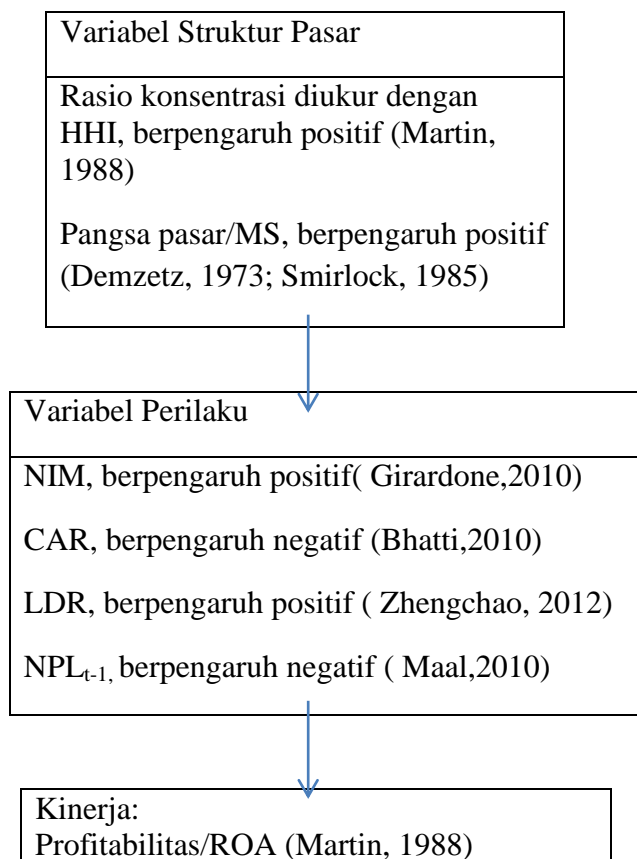 Variabel Struktur Pasar
Rasio konsentrasi diukur dengan
HHI, berpengaruh positif (Martin,
1988)
Pangsa pasar/MS, berpengaruh positif
(Demzetz, 1973; Smirlock, 1985)
Variabel Perilaku
NIM, berpengaruh positif( Girardone,2010)
CAR, berpengaruh negatif (Bhatti,2010)
LDR, berpengaruh positif ( Zhengchao, 2012)
NPLt-1, berpengaruh negatif ( Maal,2010)
Kinerja:
Profitabilitas/ROA (Martin, 1988)